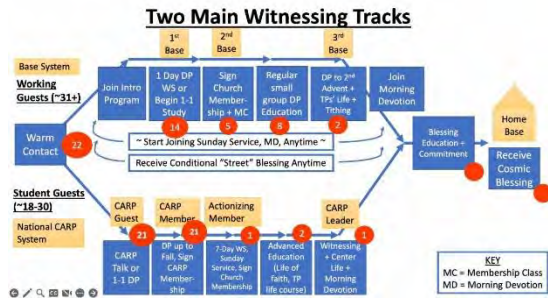 Two Main Witnessing Tracks
1st
Base
2nd
Base
3rd
Base
Base System
Working
Guests (~31+)
Join Intro
Program
1 Day DP
WS or
Begin 1-1
Study
14
Sign
Church
Member-
ship + MC
5
Regular
small
group DP
Education
8
DP to 2nd
Advent +
TPs' Life +
Tithing
2
Join
Morning
Devotion
Warm
Contact
22
~ Start Joining Sunday Service, MD, Anytime ~
Receive Conditional "Street" Blessing Anytime
Blessing
Education +
Commitment
Home
Base
Receive
Cosmic
Blessing
Student Guests
(~18-30)
National CARP
System
CARP
Guest
21
CARP
Member
21
Actionizing
Member
1
2
CARP
Leader
1
CARP
Talk or
1-1 DP
DP up to
Fall, Sign
CARP Mem-
bership
7-Day WS,
Sunday
Service, Sign
Church Membership
Advanced
Education
(Life of
faith, TP
life course)
Witnessing
+ Center
Life +
Morning
Devotion
KEY
MC = Membership Class
MD = Morning Devotion